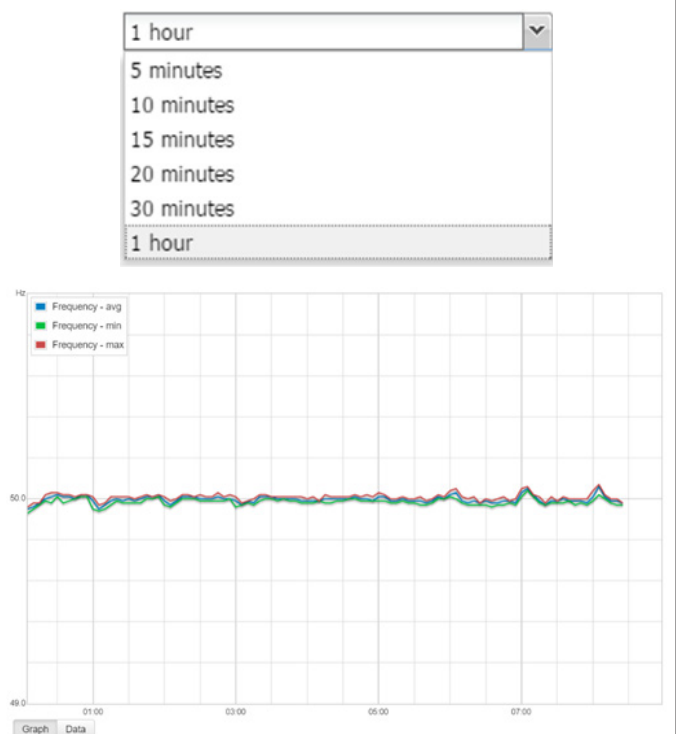 1 hour
5 minutes
10 minutes
15 minutes
20 minutes
30 minutes
1 hour
Hz
Frequency - avg
Frequency - min
Frequency - max
50.0
49.0
01:00 03:00 05:00 07:00
Graph Data